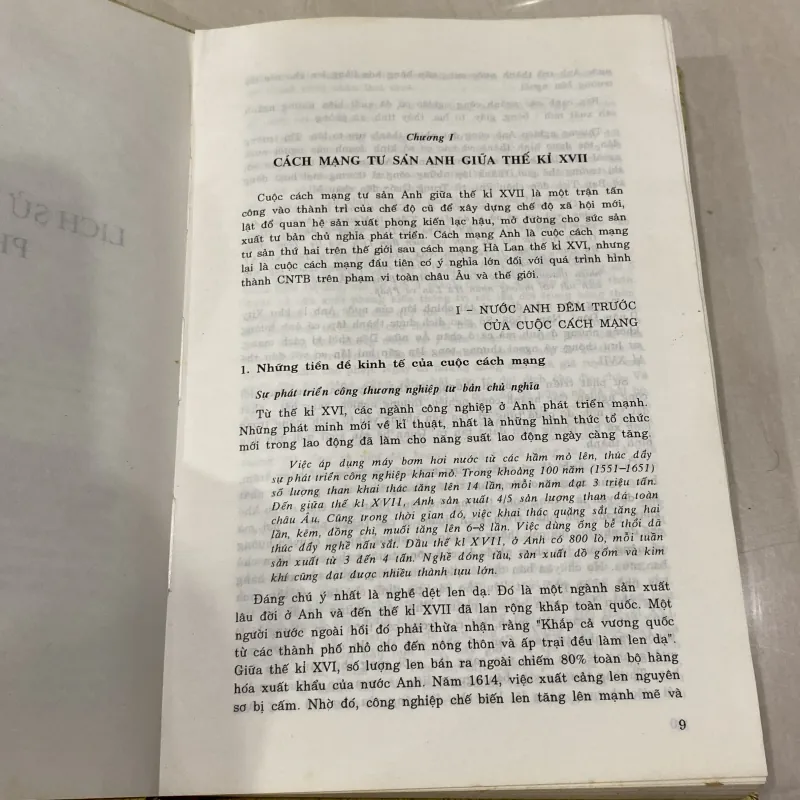 Chương I
CÁCH MẠNG TƯ SẢN ANH GIỮA THẾ KỈ XVII
Cuộc cách mạng tư sản Anh giữa thế kỉ XVII là một trận tấn
công vào thành trì của chế độ cũ để xây dựng chế độ xã hội mới,
lật đổ quan hệ sản xuất phong kiến lạc hậu, mở đường cho sức sản
xuất tư bản chủ nghĩa phát triển. Cách mạng Anh là cuộc cách mạng
tư sản thứ hai trên thế giới sau cách mạng Hà Lan thế kỉ XVI, nhưng
lại là cuộc cách mạng đầu tiên có ý nghĩa lớn đối với quá trình hình
thành CNTB trên phạm vi toàn châu Âu và thế giới.
I – NƯỚC ANH ĐÊM TRƯỚC
CỦA CUỘC CÁCH MẠNG
1. Những tiền đề kinh tế của cuộc cách mạng
Sự phát triển công thương nghiệp tư bản chủ nghĩa
Từ thế kỉ XVI, các ngành công nghiệp ở Anh phát triển mạnh.
Những phát minh mới về kĩ thuật, nhất là những hình thức tổ chức
mới trong lao động đã làm cho năng suất lao động ngày càng tăng.
Việc áp dụng máy bơm hơi nước từ các hầm mỏ lên, thúc đẩy
sự phát triển công nghiệp khai mỏ. Trong khoảng 100 năm (1551–1651)
số lượng than khai thác tăng lên 14 lần, mỗi năm đạt 3 triệu tấn.
Đến giữa thế kỉ XVII, Anh sản xuất 4/5 sản lượng than đá toàn
châu Âu. Cũng trong thời gian đó, việc khai thác quặng sắt tăng hai
lần, kẽm, đồng chì, muối tăng lên 6–8 lần. Việc dùng ống bễ thổi đã
thúc đẩy nghề nấu sắt. Đầu thế kỉ XVII, ở Anh có 800 lò, mỗi tuần
sản xuất từ 3 đến 4 tấn. Nghề đóng tầu, sản xuất đồ gốm và kim
khí cũng đạt được nhiều thành tựu lớn.
Đáng chú ý nhất là nghề dệt len dạ. Đó là một ngành sản xuất
lâu đời ở Anh và đến thế kỉ XVII đã lan rộng khắp toàn quốc. Một
người nước ngoài hồi đó phải thừa nhận rằng "Khắp cả vương quốc
từ các thành phố nhỏ cho đến nông thôn và ấp trại đều làm len dạ".
Giữa thế kỉ XVI, số lượng len bán ra ngoài chiếm 80% toàn bộ hàng
hóa xuất khẩu của nước Anh. Năm 1614, việc xuất cảng len nguyên
sơ bị cấm. Nhờ đó, công nghiệp chế biến len tăng lên mạnh mẽ và
9